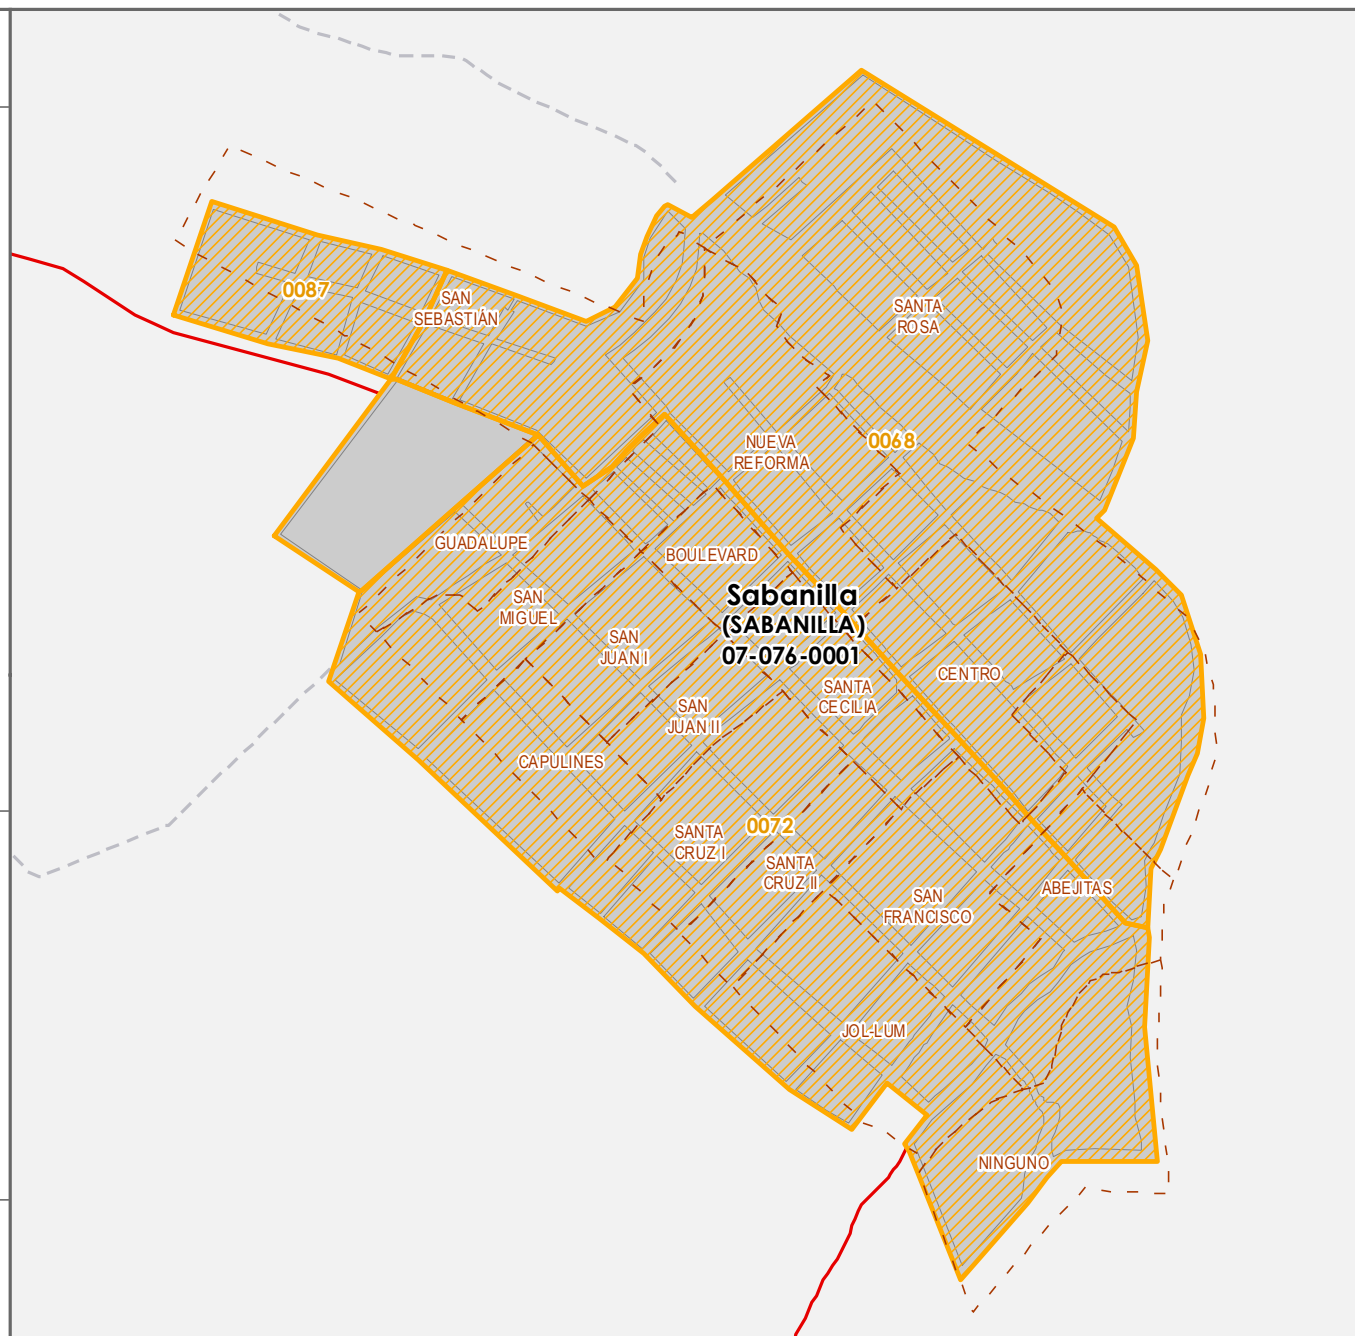 0087
SAN
SEBASTIÁN
SANTA
ROSA
NUEVA
REFORMA
0068
GUADALUPE
BOULEVARD
SAN
MIGUEL
Sabanilla
(SABANILLA)
07-076-0001
SAN
JUAN I
CENTRO
SANTA
CECILIA
SAN
JUAN II
CAPULINES
0072
SANTA
CRUZ I
SANTA
CRUZ II
ABEJITAS
SAN
FRANCISCO
JOL-LUM
NINGUNO